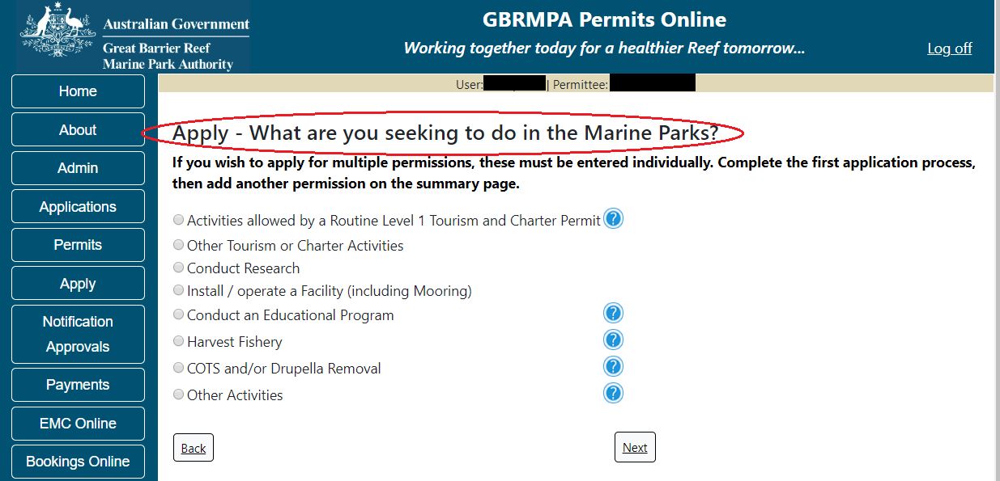 Australian Government
Great Barrier Reef
Marine Park Authority
GBRMPA Permits Online
Working together today for a healthier Reef tomorrow...
Log off
Home
About
Admin
Applications
Permits
Apply
Notification
Approvals
Payments
EMC Online
Bookings Online
User: | Permittee:
Apply - What are you seeking to do in the Marine Parks?
If you wish to apply for multiple permissions, these must be entered individually. Complete the first application process,
then add another permission on the summary page.
Activities allowed by a Routine Level 1 Tourism and Charter Permit ?
Other Tourism or Charter Activities
Conduct Research
Install / operate a Facility (including Mooring)
Conduct an Educational Program ?
Harvest Fishery ?
COTS and/or Drupella Removal ?
Other Activities ?
Back Next